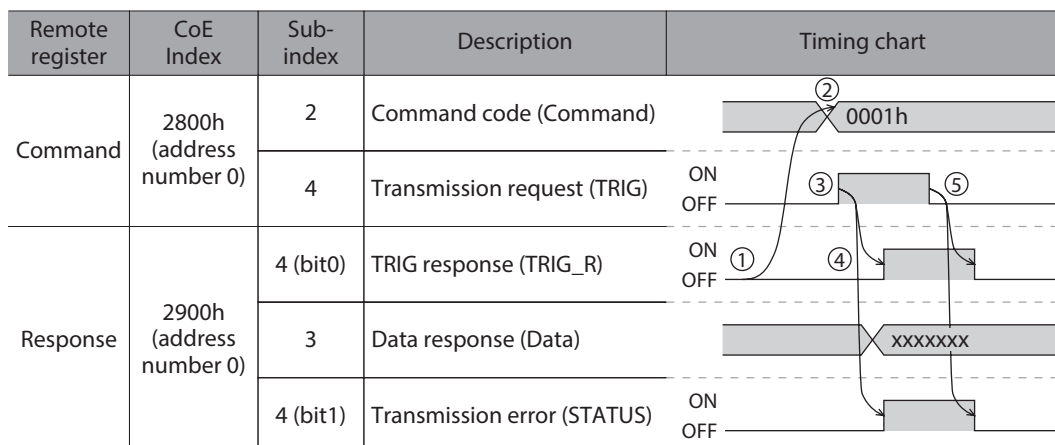 Remote register
CoE Index
Sub-index
Description
Timing chart
Command
2800h (address number 0)
2
Command code (Command)
②
0001h
4
Transmission request (TRIG)
ON
OFF
③
⑤
Response
2900h (address number 0)
4 (bit0)
TRIG response (TRIG_R)
ON
OFF
①
④
3
Data response (Data)
xxxxxxx
4 (bit1)
Transmission error (STATUS)
ON
OFF